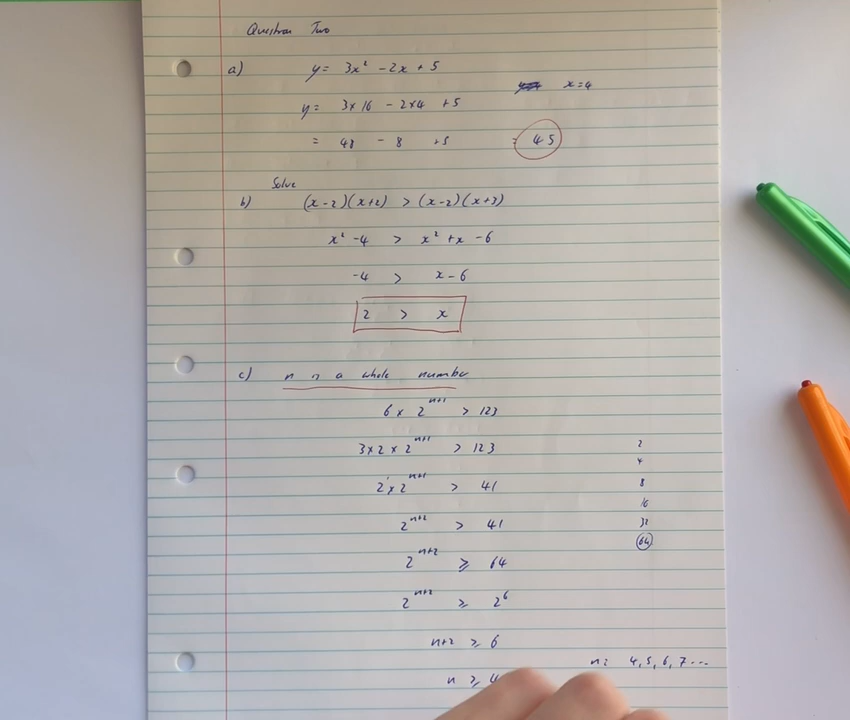 Question Two
a) y = 3x² - 2x + 5
x = 4
y = 3 x 16 - 2x4 + 5
= 48 - 8 + 5 = 45
Solve
b) (x-2)(x+2) > (x-2)(x+3)
x² - 4 > x² + x - 6
-4 > x - 6
2 > x
c) n is a whole number
6 x 2ⁿ⁺¹ > 123
3 x 2 x 2ⁿ⁺¹ > 123
2
4
2¹ x 2ⁿ⁺¹ > 41
8
16
2ⁿ⁺² > 41
32
64
2ⁿ⁺² ⩾ 64
2ⁿ⁺² ⩾ 2⁶
n+2 ⩾ 6
n = 4, 5, 6, 7 ...
n ⩾ 4